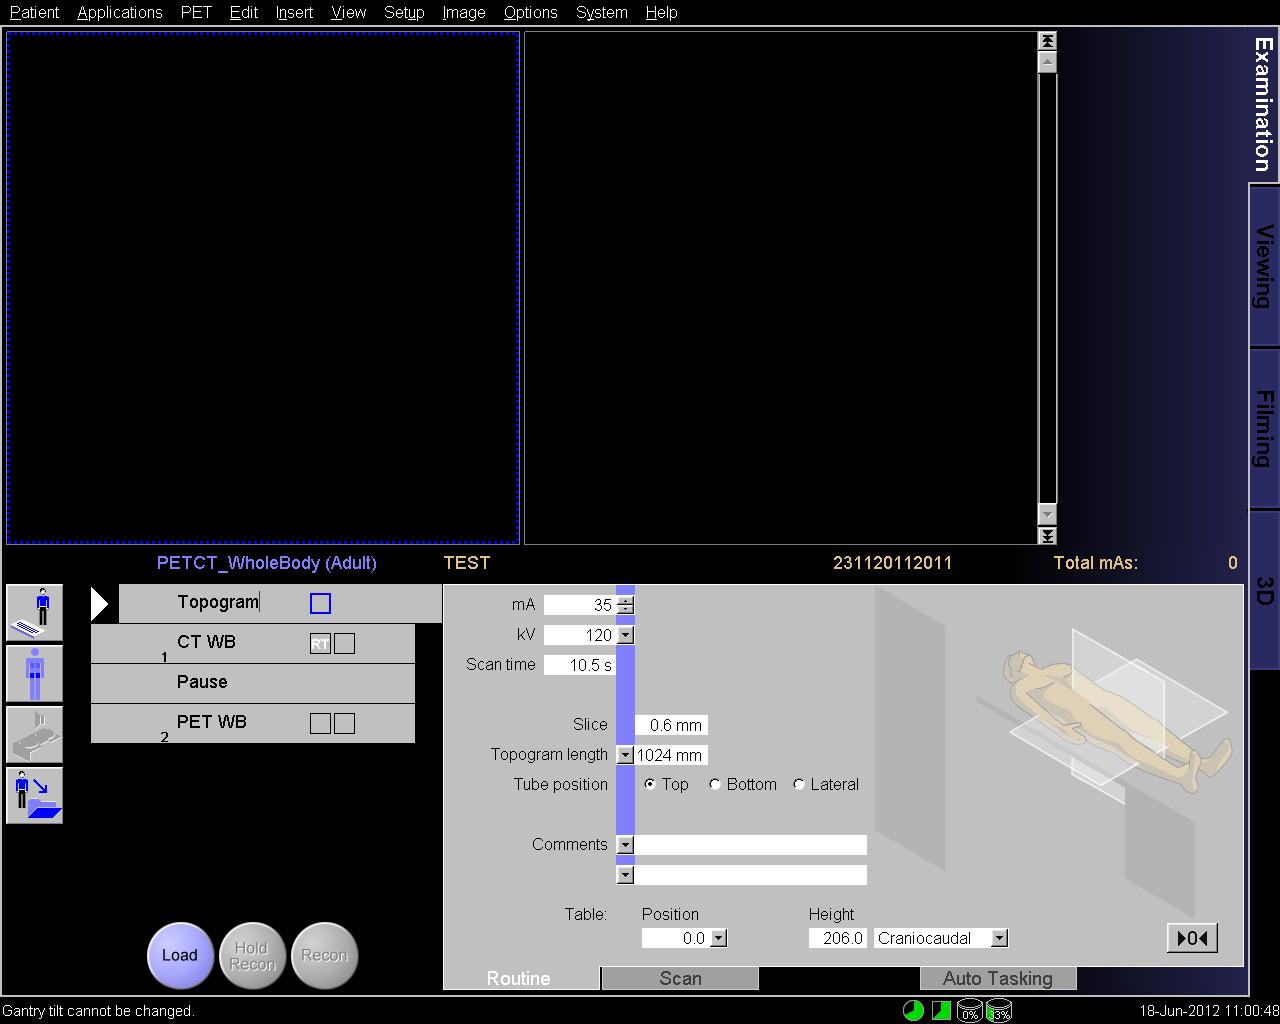 Patient Applications PET Edit Insert View Setup Image Options System Help
Examination
Viewing
Filming
3D
PETCT_WholeBody (Adult) TEST 231120112011 Total mAs: 0
Topogram
1 CT WB RT
Pause
2 PET WB
mA 35
kV 120
Scan time 10.5 s
Slice 0.6 mm
Topogram length 1024 mm
Tube position Top Bottom Lateral
Comments
Table: Position Height
0.0 206.0 Craniocaudal
▶0◀
Load Hold Recon Recon
Routine Scan Auto Tasking
Gantry tilt cannot be changed. 0% 33% 18-Jun-2012 11:00:48